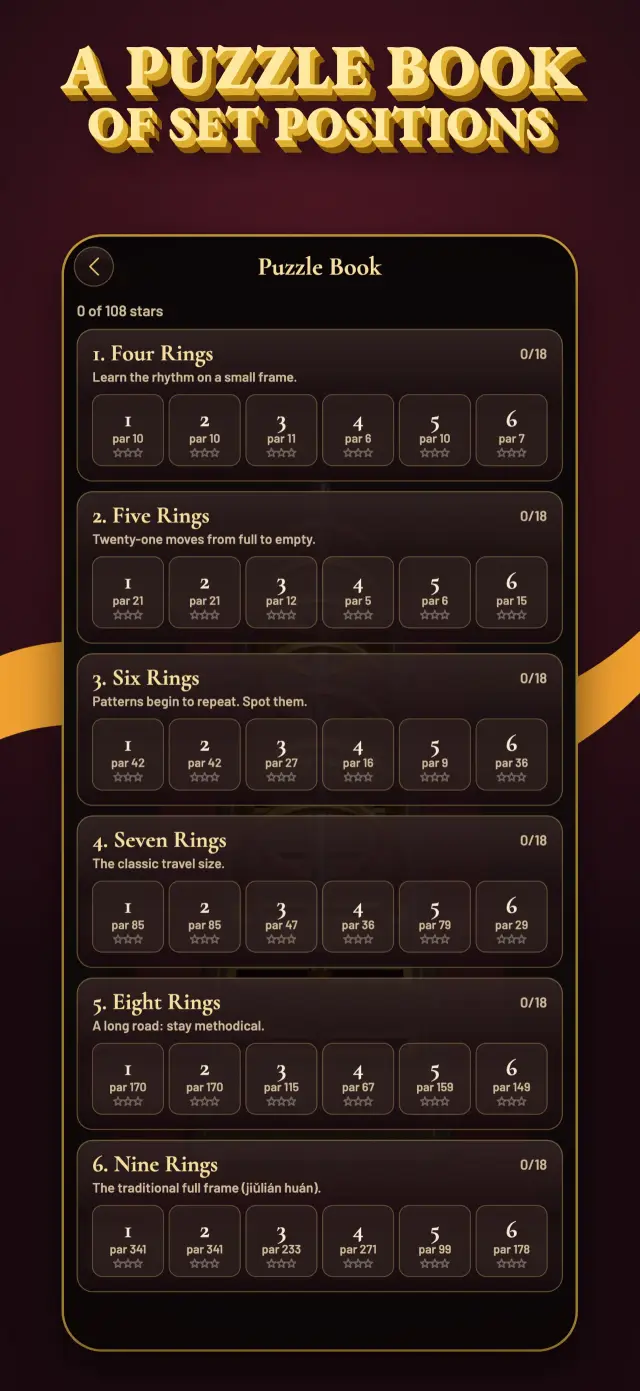 A PUZZLE BOOK
OF SET POSITIONS
Puzzle Book
0 of 108 stars
1. Four Rings 0/18
Learn the rhythm on a small frame.
1 2 3 4 5 6
par 10 par 10 par 11 par 6 par 10 par 7
☆☆☆ ☆☆☆ ☆☆☆ ☆☆☆ ☆☆☆ ☆☆☆
2. Five Rings 0/18
Twenty-one moves from full to empty.
1 2 3 4 5 6
par 21 par 21 par 12 par 5 par 6 par 15
☆☆☆ ☆☆☆ ☆☆☆ ☆☆☆ ☆☆☆ ☆☆☆
3. Six Rings 0/18
Patterns begin to repeat. Spot them.
1 2 3 4 5 6
par 42 par 42 par 27 par 16 par 9 par 36
☆☆☆ ☆☆☆ ☆☆☆ ☆☆☆ ☆☆☆ ☆☆☆
4. Seven Rings 0/18
The classic travel size.
1 2 3 4 5 6
par 85 par 85 par 47 par 36 par 79 par 29
☆☆☆ ☆☆☆ ☆☆☆ ☆☆☆ ☆☆☆ ☆☆☆
5. Eight Rings 0/18
A long road: stay methodical.
1 2 3 4 5 6
par 170 par 170 par 115 par 67 par 159 par 149
☆☆☆ ☆☆☆ ☆☆☆ ☆☆☆ ☆☆☆ ☆☆☆
6. Nine Rings 0/18
The traditional full frame (jiǔlián huán).
1 2 3 4 5 6
par 341 par 341 par 233 par 271 par 99 par 178
☆☆☆ ☆☆☆ ☆☆☆ ☆☆☆ ☆☆☆ ☆☆☆